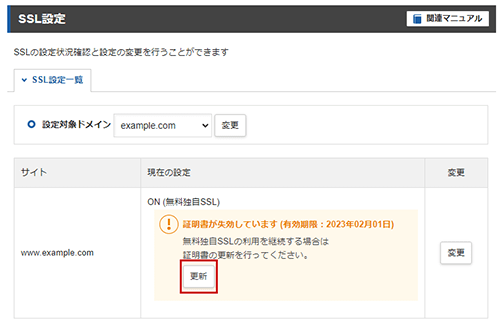 SSL設定
関連マニュアル
SSLの設定状況確認と設定の変更を行うことができます
SSL設定一覧
設定対象ドメイン example.com 変更
サイト 現在の設定 変更
ON (無料独自SSL)
証明書が失効しています (有効期限：2023年02月01日)
無料独自SSLの利用を継続する場合は
証明書の更新を行ってください。
www.example.com 変更
更新